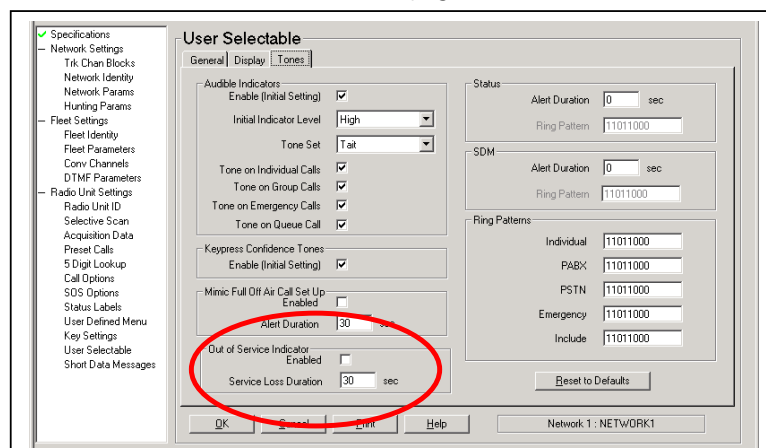 Specifications
Network Settings
Trk Chan Blocks
Network Identity
Network Params
Hunting Params
Fleet Settings
Fleet Identity
Fleet Parameters
Conv Channels
DTMF Parameters
Radio Unit Settings
Radio Unit ID
Selective Scan
Acquisition Data
Preset Calls
5 Digit Lookup
Call Options
SOS Options
Status Labels
User Defined Menu
Key Settings
User Selectable
Short Data Messages
User Selectable
General Display Tones
Audible Indicators
Enable (Initial Setting)
Initial Indicator Level High
Tone Set Tait
Tone on Individual Calls
Tone on Group Calls
Tone on Emergency Calls
Tone on Queue Call
Keypress Confidence Tones
Enable (Initial Setting)
Mimic Full Off Air Call Set Up
Enabled
Alert Duration 30 sec
Out of Service Indicator
Enabled
Service Loss Duration 30 sec
Status
Alert Duration 0 sec
Ring Pattern 11011000
SDM
Alert Duration 0 sec
Ring Pattern 11011000
Ring Patterns
Individual 11011000
PABX 11011000
PSTN 11011000
Emergency 11011000
Include 11011000
Reset to Defaults
OK Cancel Print Help Network 1 : NETWORK1